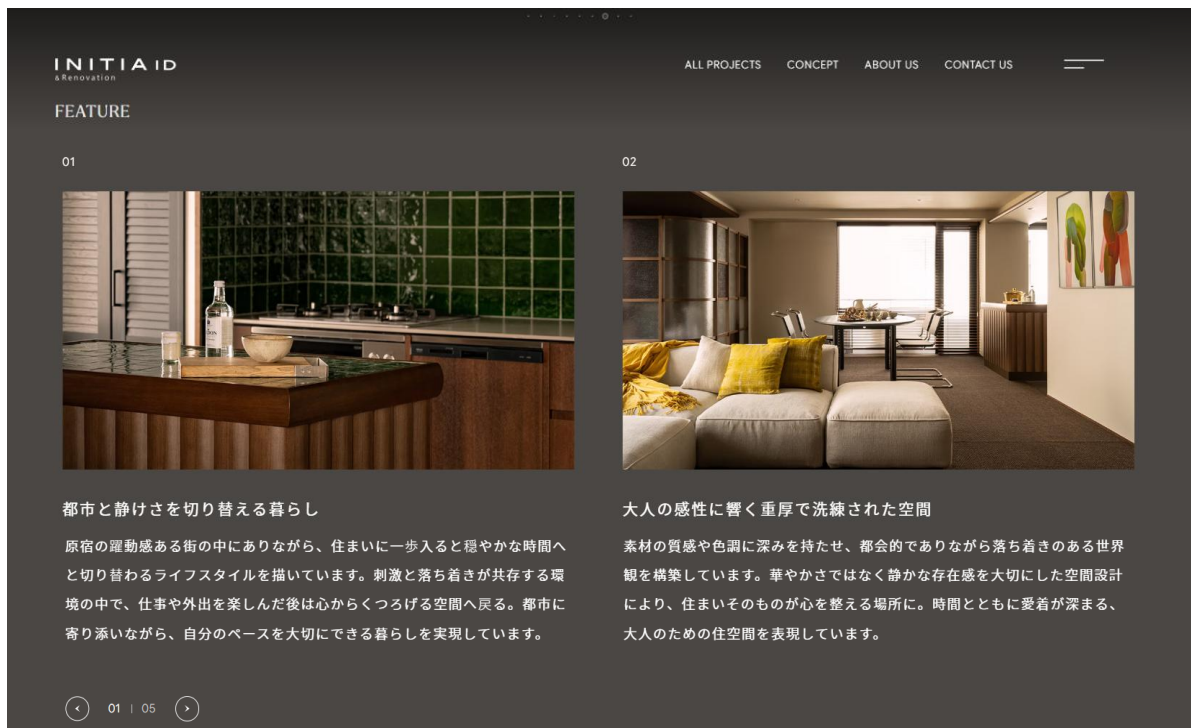 INITIA ID
& Renovation
ALL PROJECTS
CONCEPT
ABOUT US
CONTACT US
FEATURE
01
都市と静けさを切り替える暮らし
原宿の躍動感ある街の中にありながら、住まいに一歩入ると穏やかな時間へ
と切り替わるライフスタイルを描いています。刺激と落ち着きが共存する環
境の中で、仕事や外出を楽しんだ後は心からくつろげる空間へ戻る。都市に
寄り添いながら、自分のペースを大切にできる暮らしを実現しています。
02
大人の感性に響く重厚で洗練された空間
素材の質感や色調に深みを持たせ、都会的でありながら落ち着きのある世界
観を構築しています。華やかさではなく静かな存在感を大切にした空間設計
により、住まいそのものが心を整える場所に。時間とともに愛着が深まる、
大人のための住空間を表現しています。
01 | 05